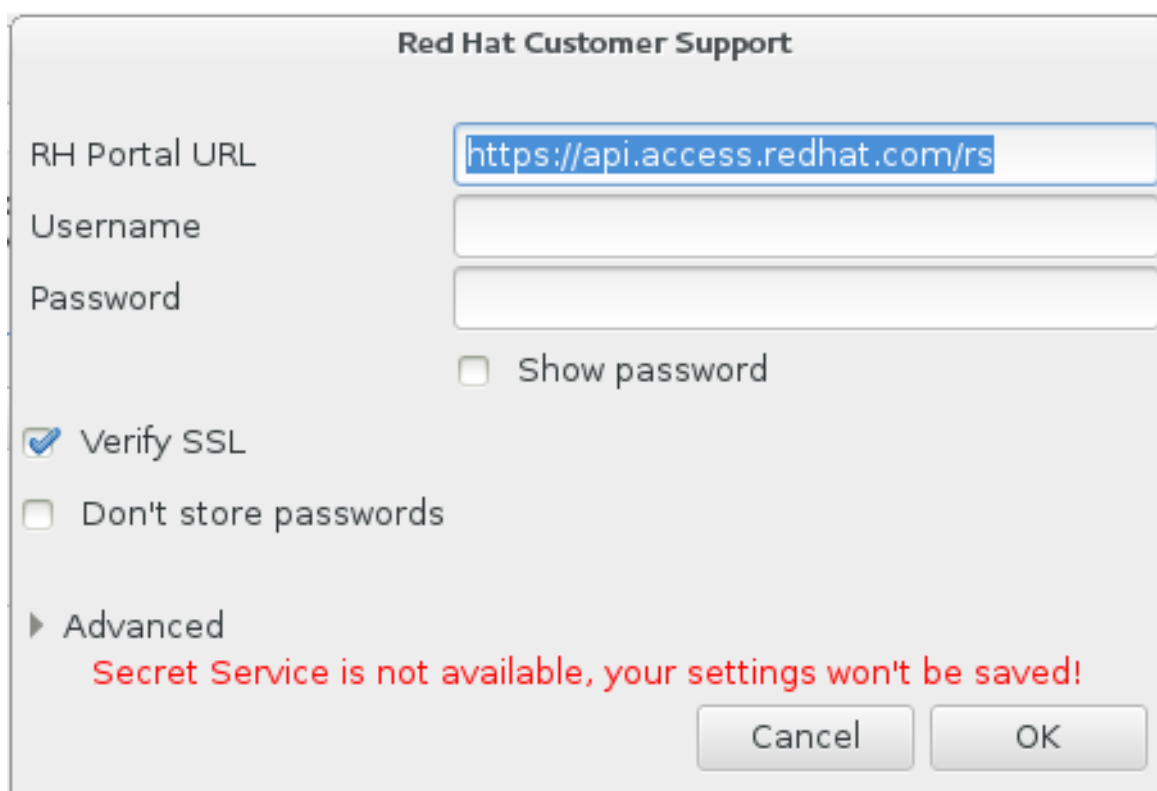 Red Hat Customer Support
RH Portal URL https://api.access.redhat.com/rs
Username
Password
Show password
Verify SSL
Don't store passwords
Advanced
Secret Service is not available, your settings won't be saved!
Cancel OK